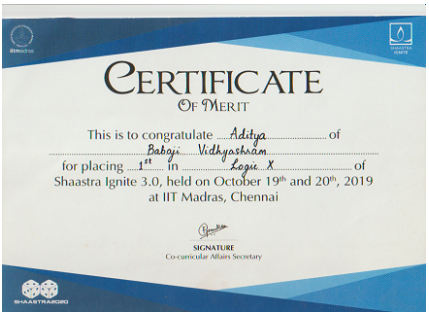 iitmadras
SHAASTRA
IGNITE
CERTIFICATE
OF MERIT
This is to congratulate Aditya of
Babaji Vidhyashram
for placing 1st in Logic X of
Shaastra Ignite 3.0, held on October 19th and 20th, 2019
at IIT Madras, Chennai
SIGNATURE
Co-curricular Affairs Secretary
SHAASTRA2020